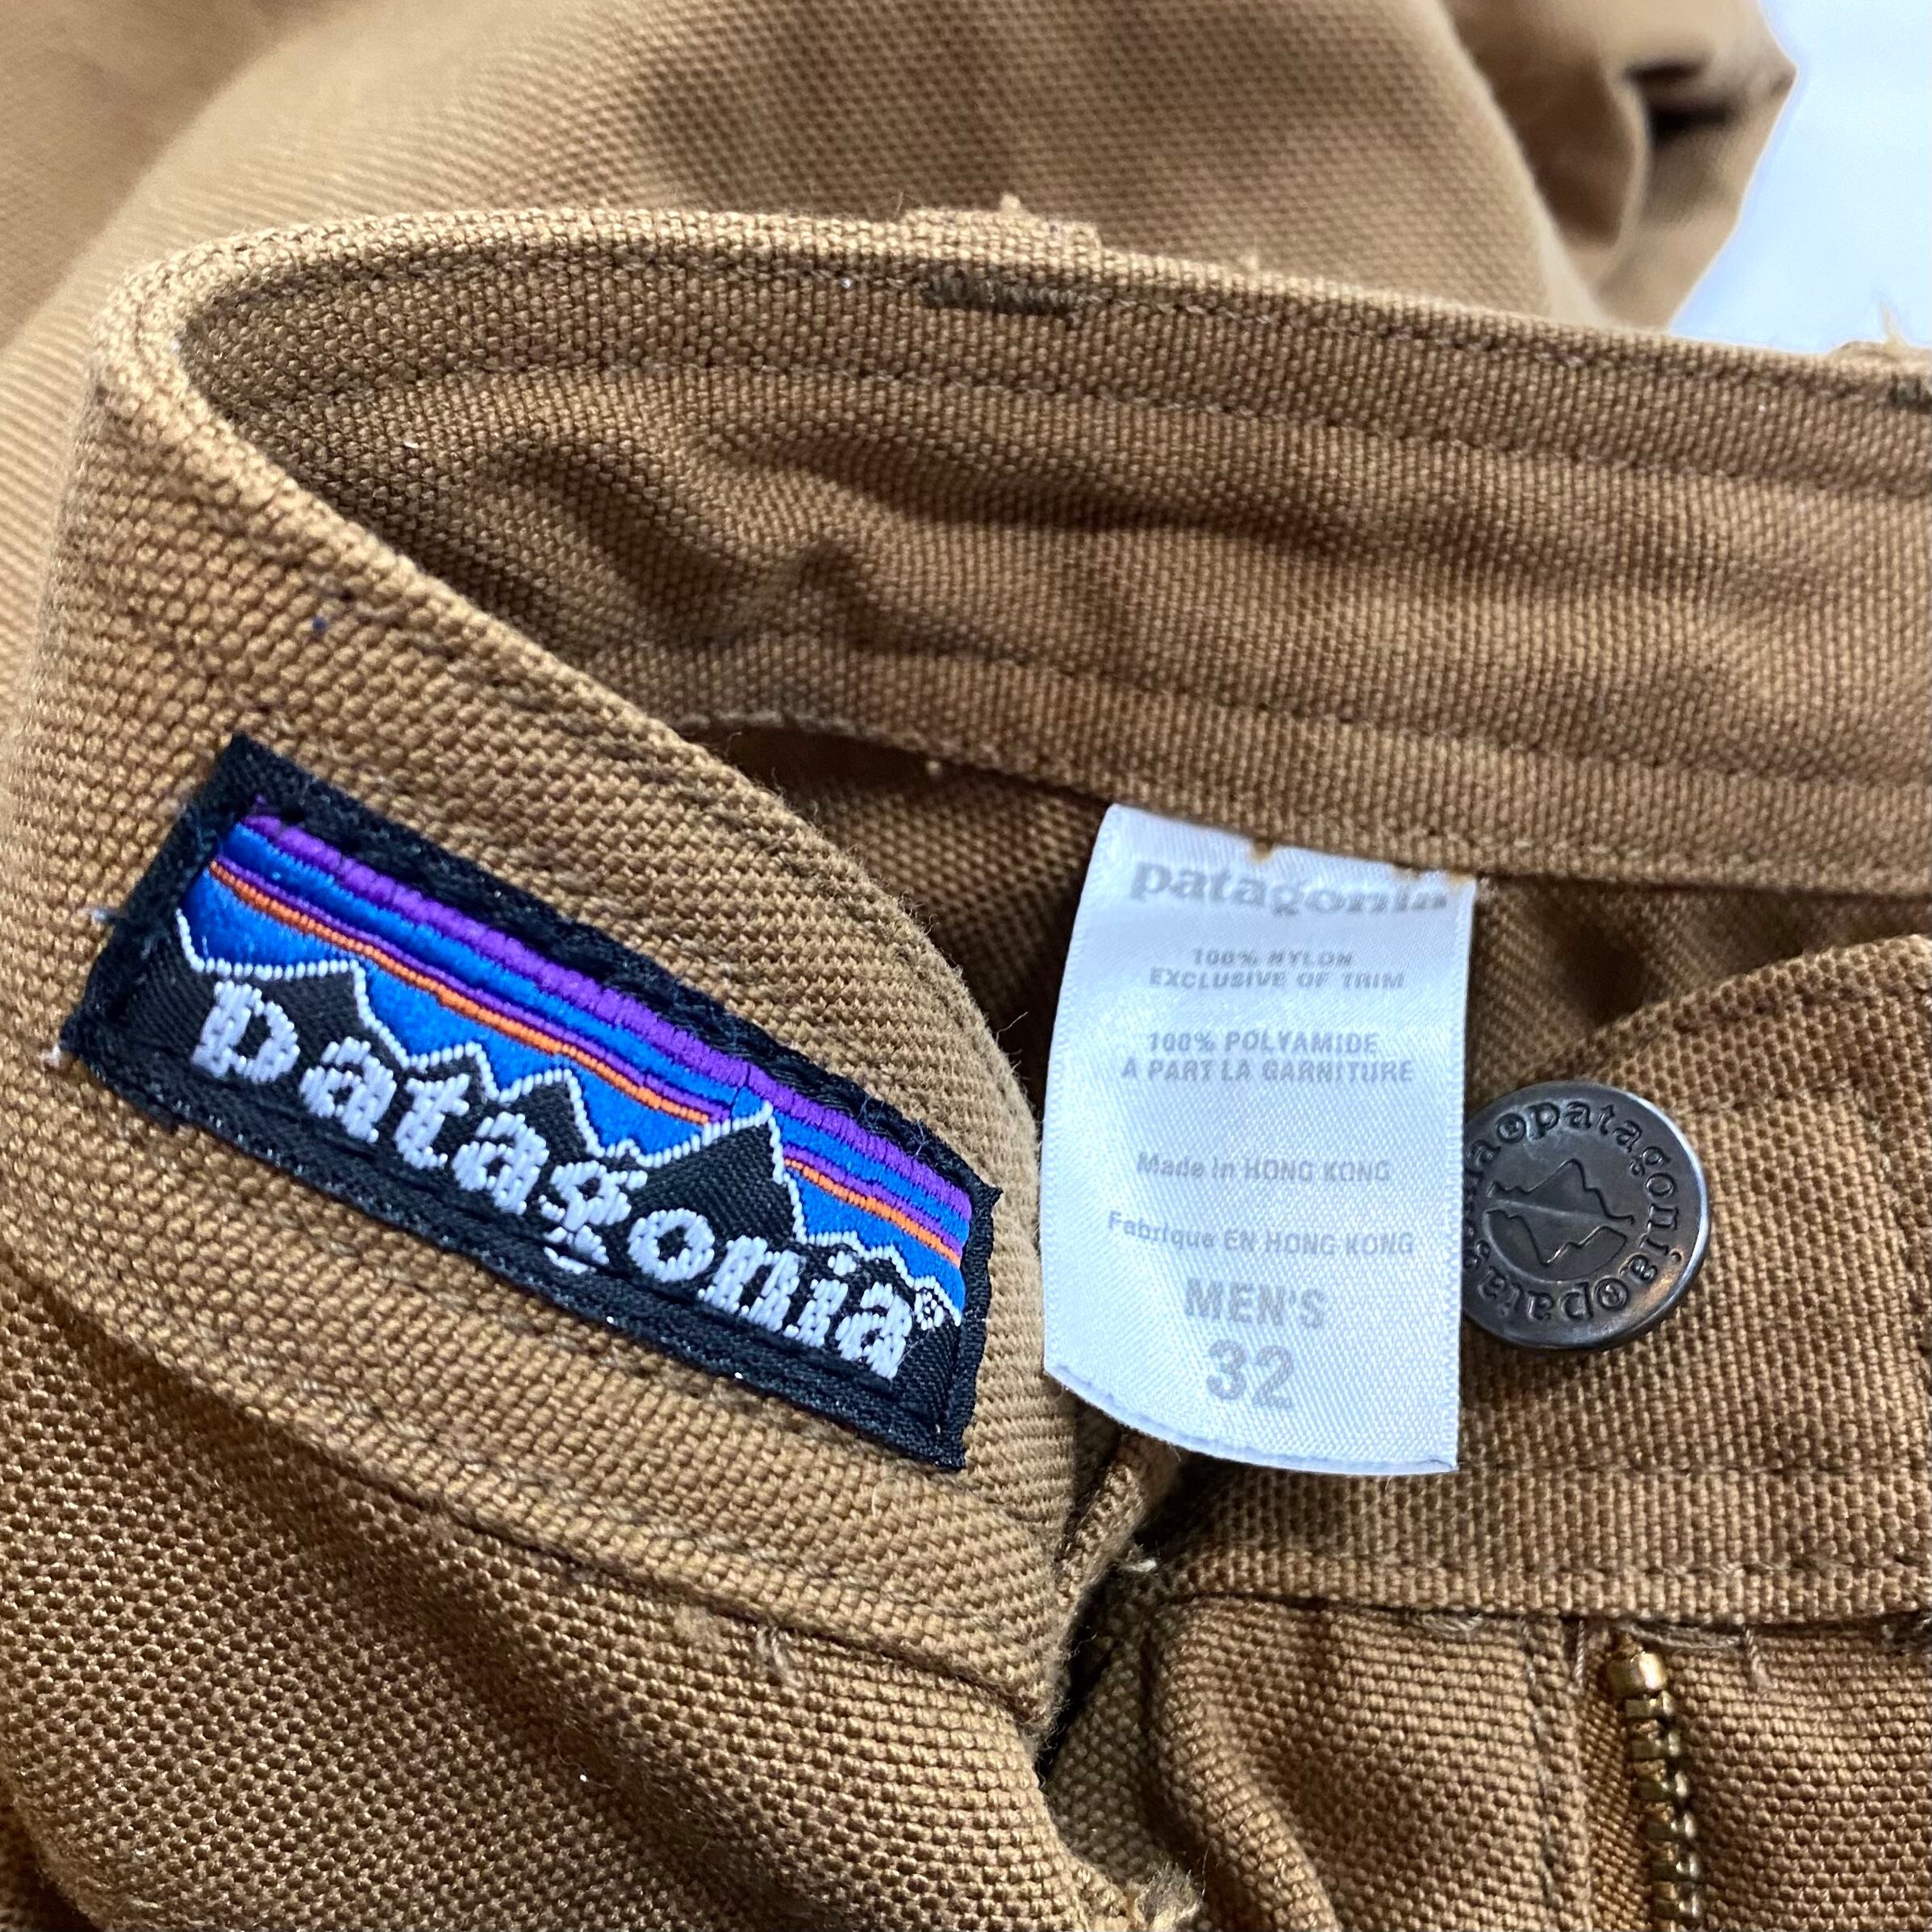 patagonia®
patagonia
100% NYLON
EXCLUSIVE OF TRIM
100% POLYAMIDE
À PART LA GARNITURE
Made in HONG KONG
Fabrique EN HONG KONG
MEN'S
32
patagonia patagonia